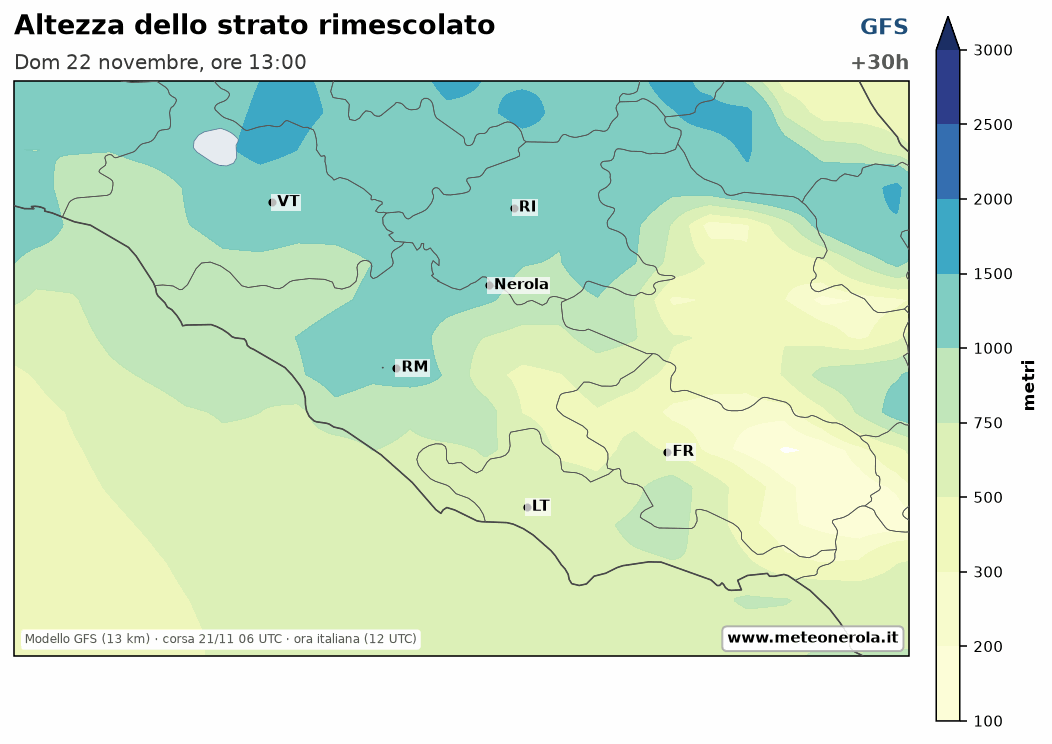 Altezza dello strato rimescolato
GFS
Dom 22 novembre, ore 13:00
+30h
3000
2500
2000
1500
1000
750
500
300
200
100
metri
VT
RI
Nerola
RM
FR
LT
Modello GFS (13 km) · corsa 21/11 06 UTC · ora italiana (12 UTC)
www.meteonerola.it